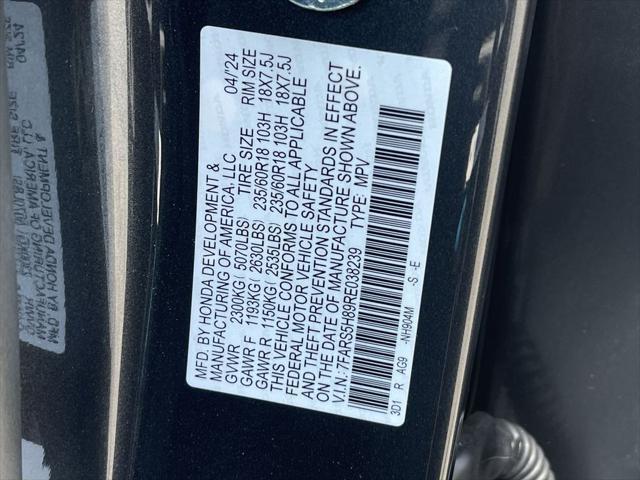 MFD. BY HONDA DEVELOPMENT &
MANUFACTURING OF AMERICA, LLC 04/'24
GVWR 2300KG( 5070LBS) TIRE SIZE RIM SIZE
GAWR F 1193KG( 2630LBS) 235/60R18 103H 18X7.5J
GAWR R 1150KG( 2535LBS) 235/60R18 103H 18X7.5J
THIS VEHICLE CONFORMS TO ALL APPLICABLE
FEDERAL MOTOR VEHICLE SAFETY
AND THEFT PREVENTION STANDARDS IN EFFECT
ON THE DATE OF MANUFACTURE SHOWN ABOVE.
V.I.N.: 7FARS5H89RE038239 TYPE: MPV
3D1 R AG9 -NH904M -S -E